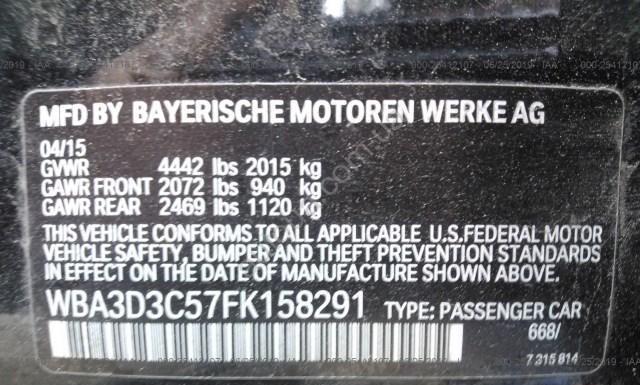 MFD BY BAYERISCHE MOTOREN WERKE AG
04/15
GVWR 4442 lbs 2015 kg
GAWR FRONT 2072 lbs 940 kg
GAWR REAR 2469 lbs 1120 kg
THIS VEHICLE CONFORMS TO ALL APPLICABLE U.S.FEDERAL MOTOR
VEHICLE SAFETY, BUMPER AND THEFT PREVENTION STANDARDS
IN EFFECT ON THE DATE OF MANUFACTURE SHOWN ABOVE.
WBA3D3C57FK158291 TYPE: PASSENGER CAR
668/
7 315 814